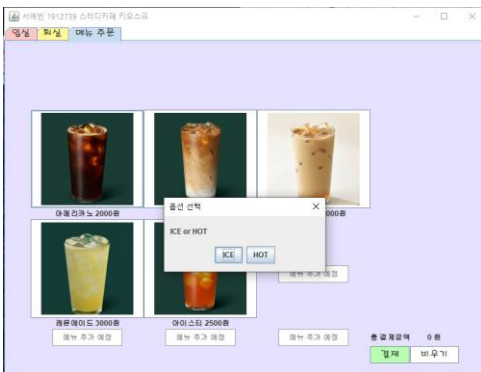 서예빈 1912739 스터디카페 키오스크
입실 퇴실 메뉴 주문
아메리카노 2000원
000원
옵션 선택
ICE or HOT
ICE HOT
메뉴 추가 예정
레몬에이드 3000원 아이스티 2500원
메뉴 추가 예정 메뉴 추가 예정 메뉴 추가 예정
총 결제금액 0 원
결제 비우기